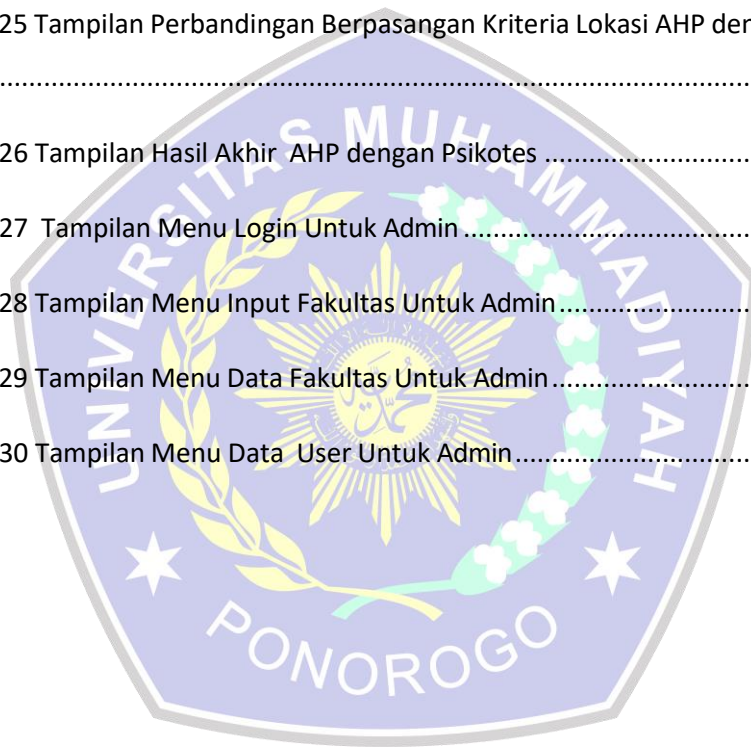 25 Tampilan Perbandingan Berpasangan Kriteria Lokasi AHP den
........................................................................................................
26 Tampilan Hasil Akhir AHP dengan Psikotes ............................
27 Tampilan Menu Login Untuk Admin .......................................
28 Tampilan Menu Input Fakultas Untuk Admin ..........................
29 Tampilan Menu Data Fakultas Untuk Admin ...........................
30 Tampilan Menu Data User Untuk Admin ................................
UNIVERSITAS MUHAMMADIYAH
PONOROGO